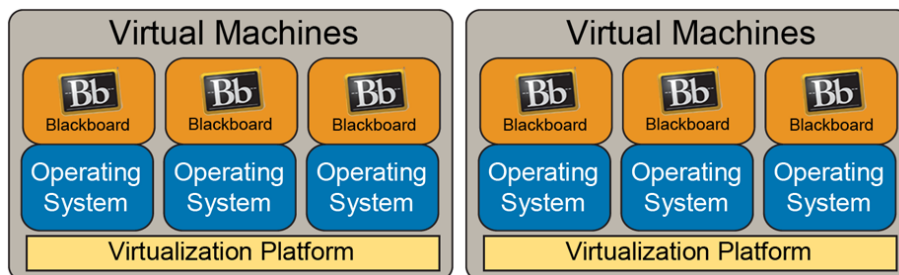 Virtual Machines
Bb
Blackboard
Bb
Blackboard
Bb
Blackboard
Operating
System
Operating
System
Operating
System
Virtualization Platform
Virtual Machines
Bb
Blackboard
Bb
Blackboard
Bb
Blackboard
Operating
System
Operating
System
Operating
System
Virtualization Platform